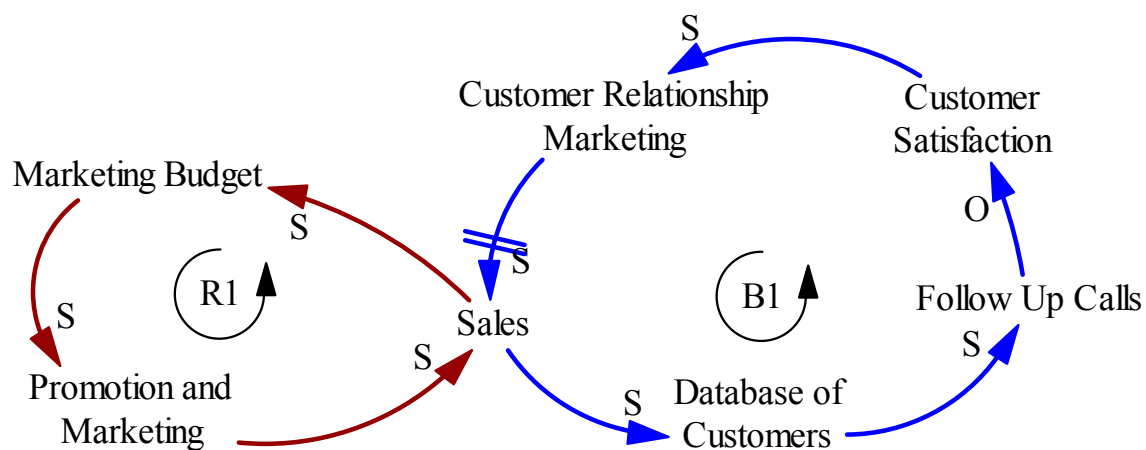 S
Customer Relationship
Marketing
Customer
Satisfaction
Marketing Budget
S
O
S
R1
B1
Follow Up Calls
S
Sales
S
S
Promotion and
Marketing
S
Database of
Customers